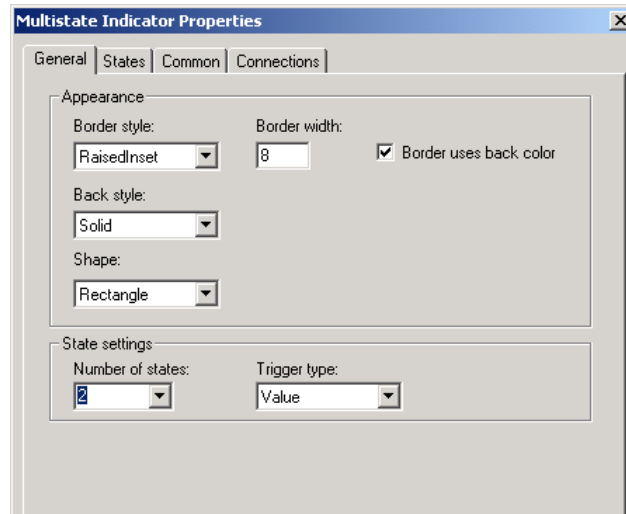 Multistate Indicator Properties
General States Common Connections
Appearance
Border style: Border width:
RaisedInset 8 Border uses back color
Back style:
Solid
Shape:
Rectangle
State settings
Number of states: Trigger type:
2 Value